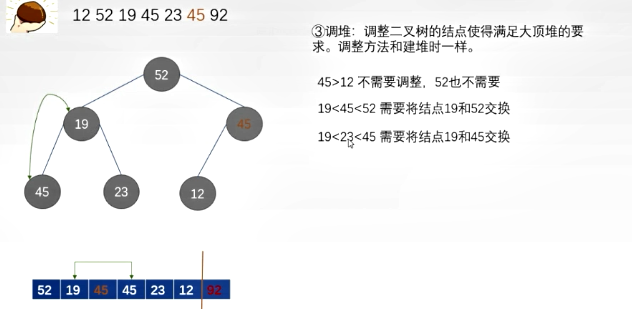 12 52 19 45 23 45 92
③调堆：调整二叉树的结点使得满足大顶堆的要
求。调整方法和建堆时一样。
45>12 不需要调整，52也不需要
19<45<52 需要将结点19和52交换
19<23<45 需要将结点19和45交换
52
19
45
45
23
12
52 19 45 45 23 12 92